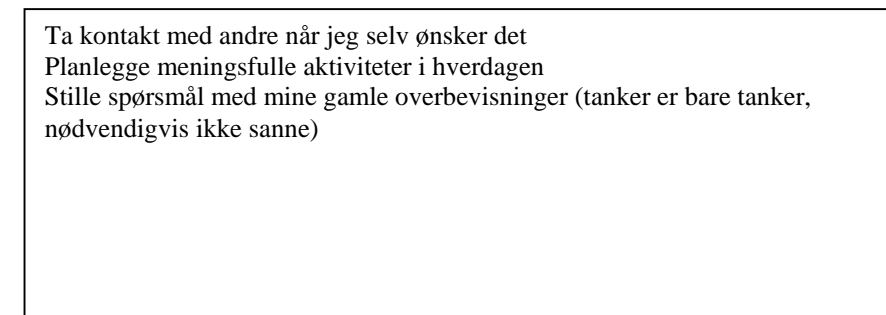 Ta kontakt med andre når jeg selv ønsker det
Planlegge meningsfulle aktiviteter i hverdagen
Stille spørsmål med mine gamle overbevisninger (tanker er bare tanker,
nødvendigvis ikke sanne)